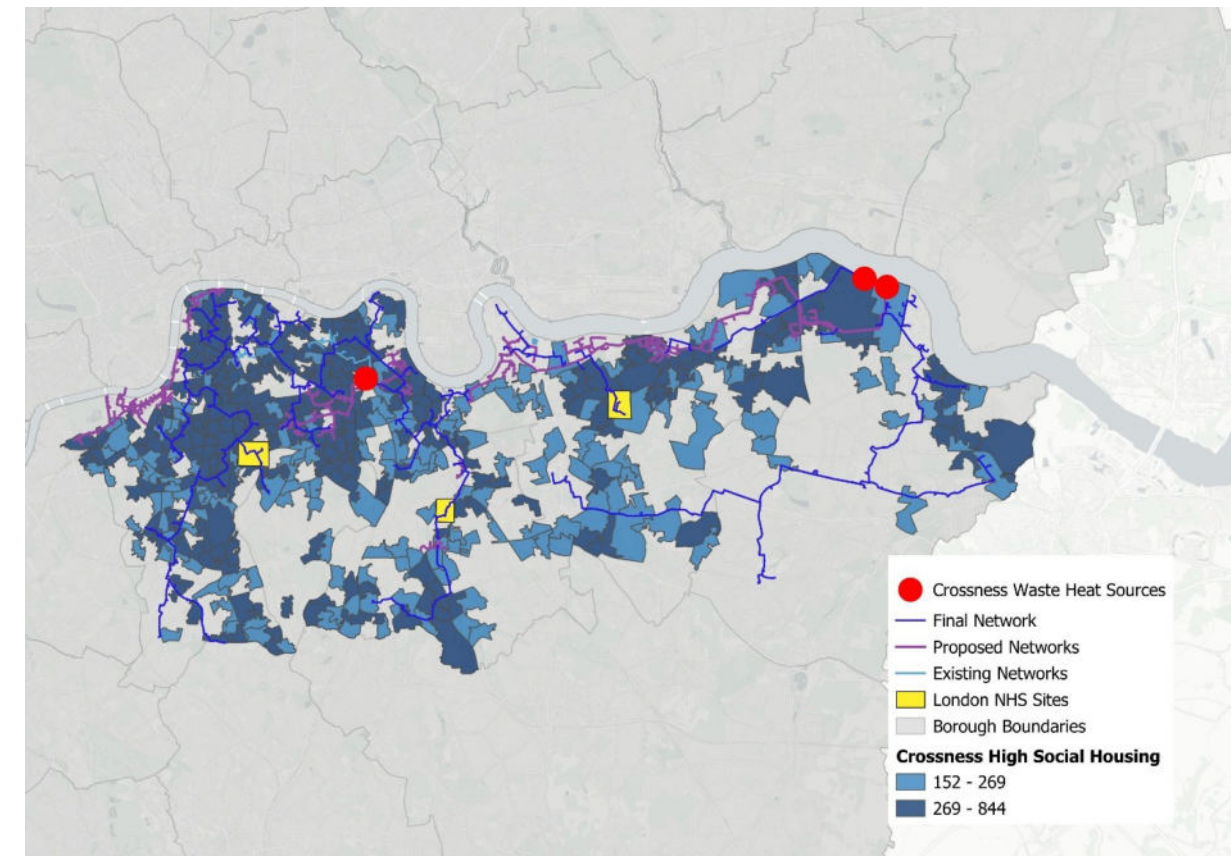 Crossness Waste Heat Sources
Final Network
Proposed Networks
Existing Networks
London NHS Sites
Borough Boundaries
Crossness High Social Housing
152 - 269
269 - 844